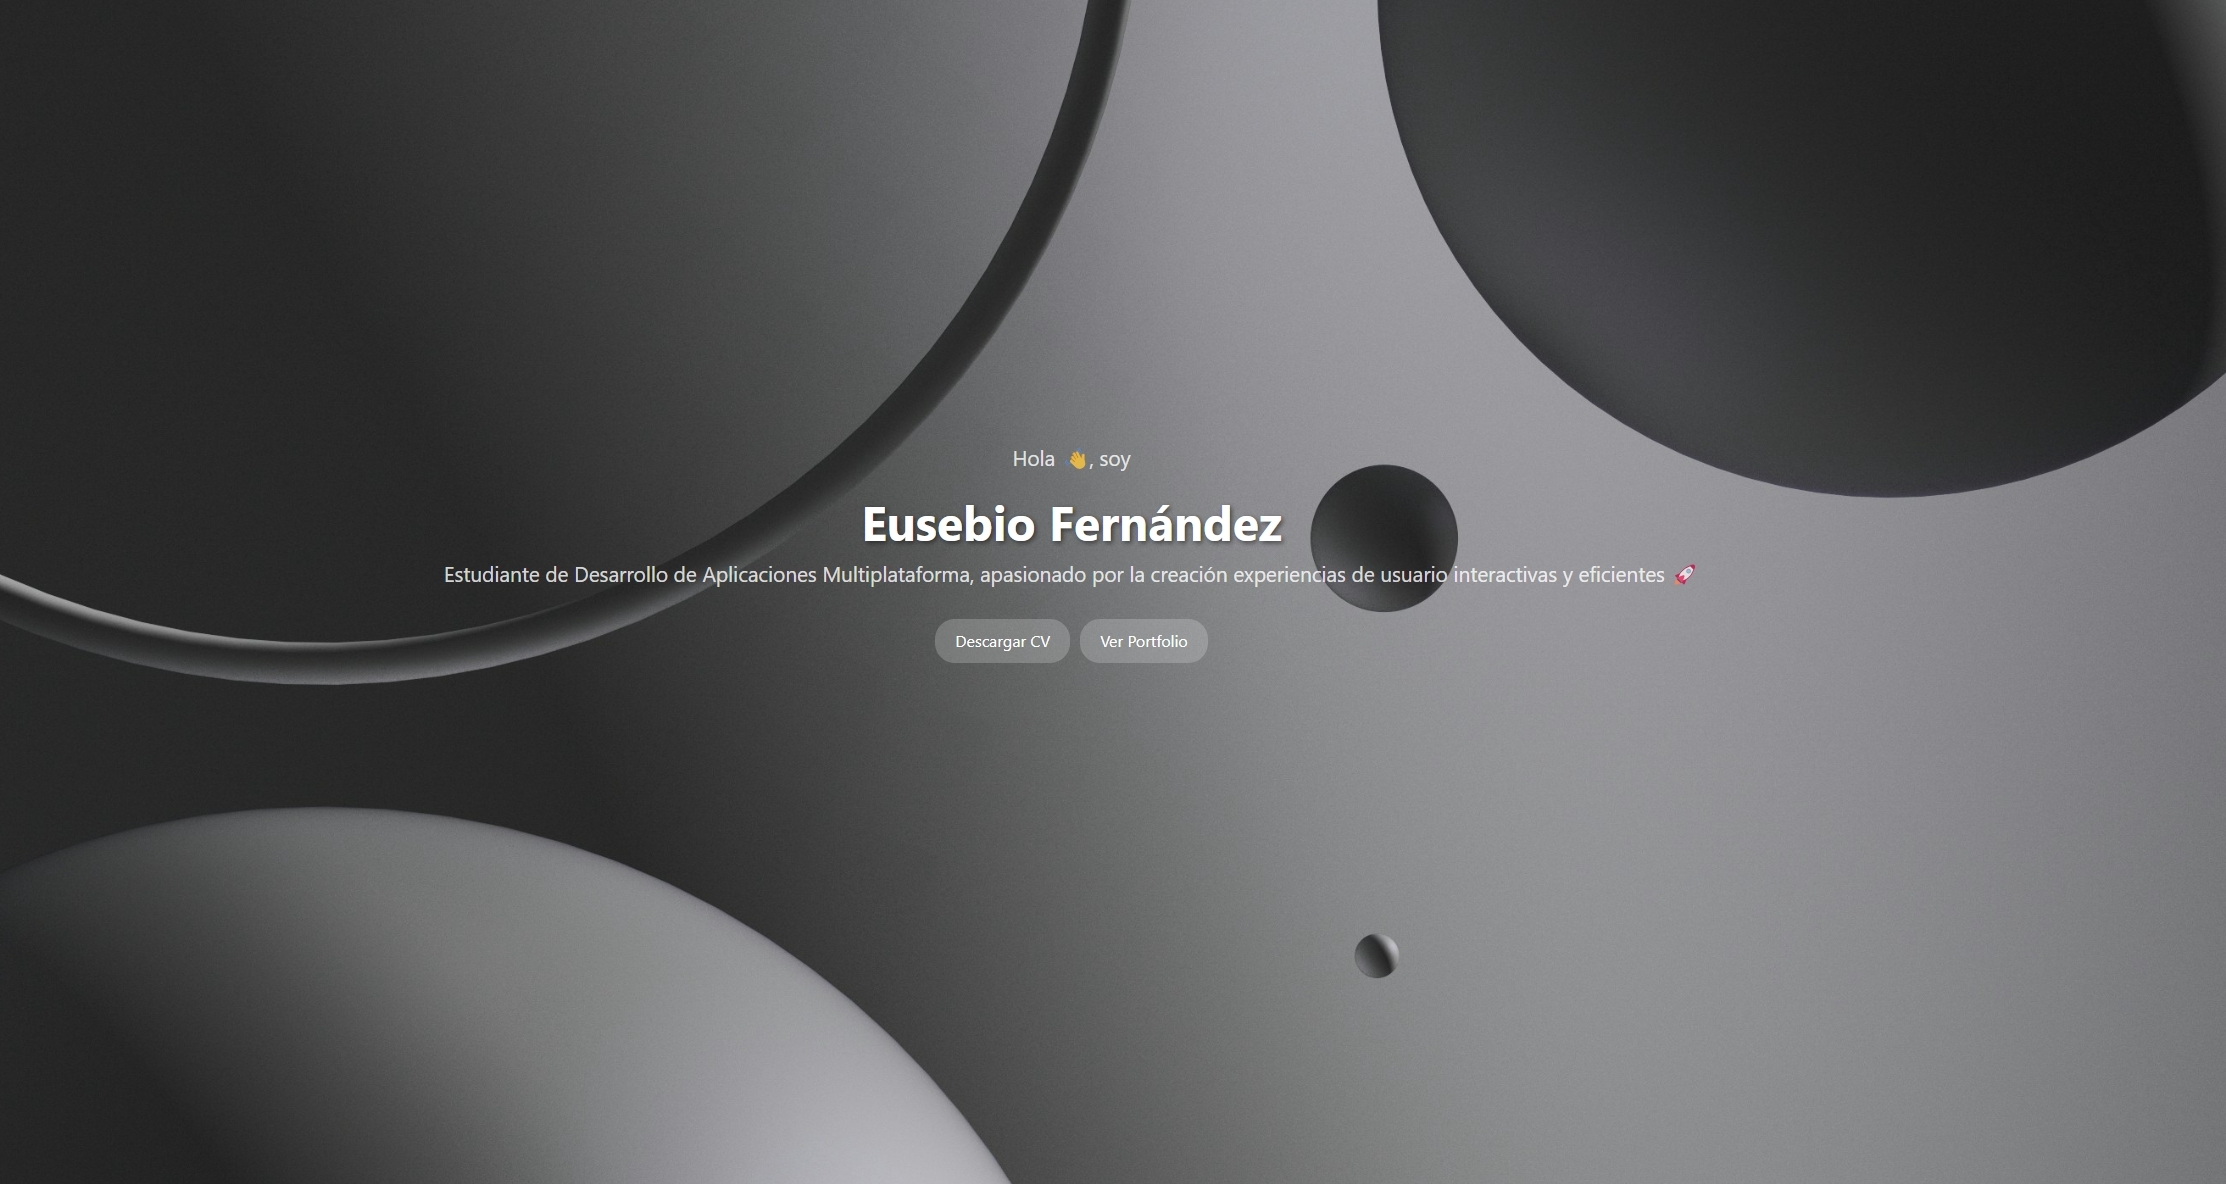 Hola 👋, soy
Eusebio Fernández
Estudiante de Desarrollo de Aplicaciones Multiplataforma, apasionado por la creación experiencias de usuario interactivas y eficientes 🚀
Descargar CV
Ver Portfolio